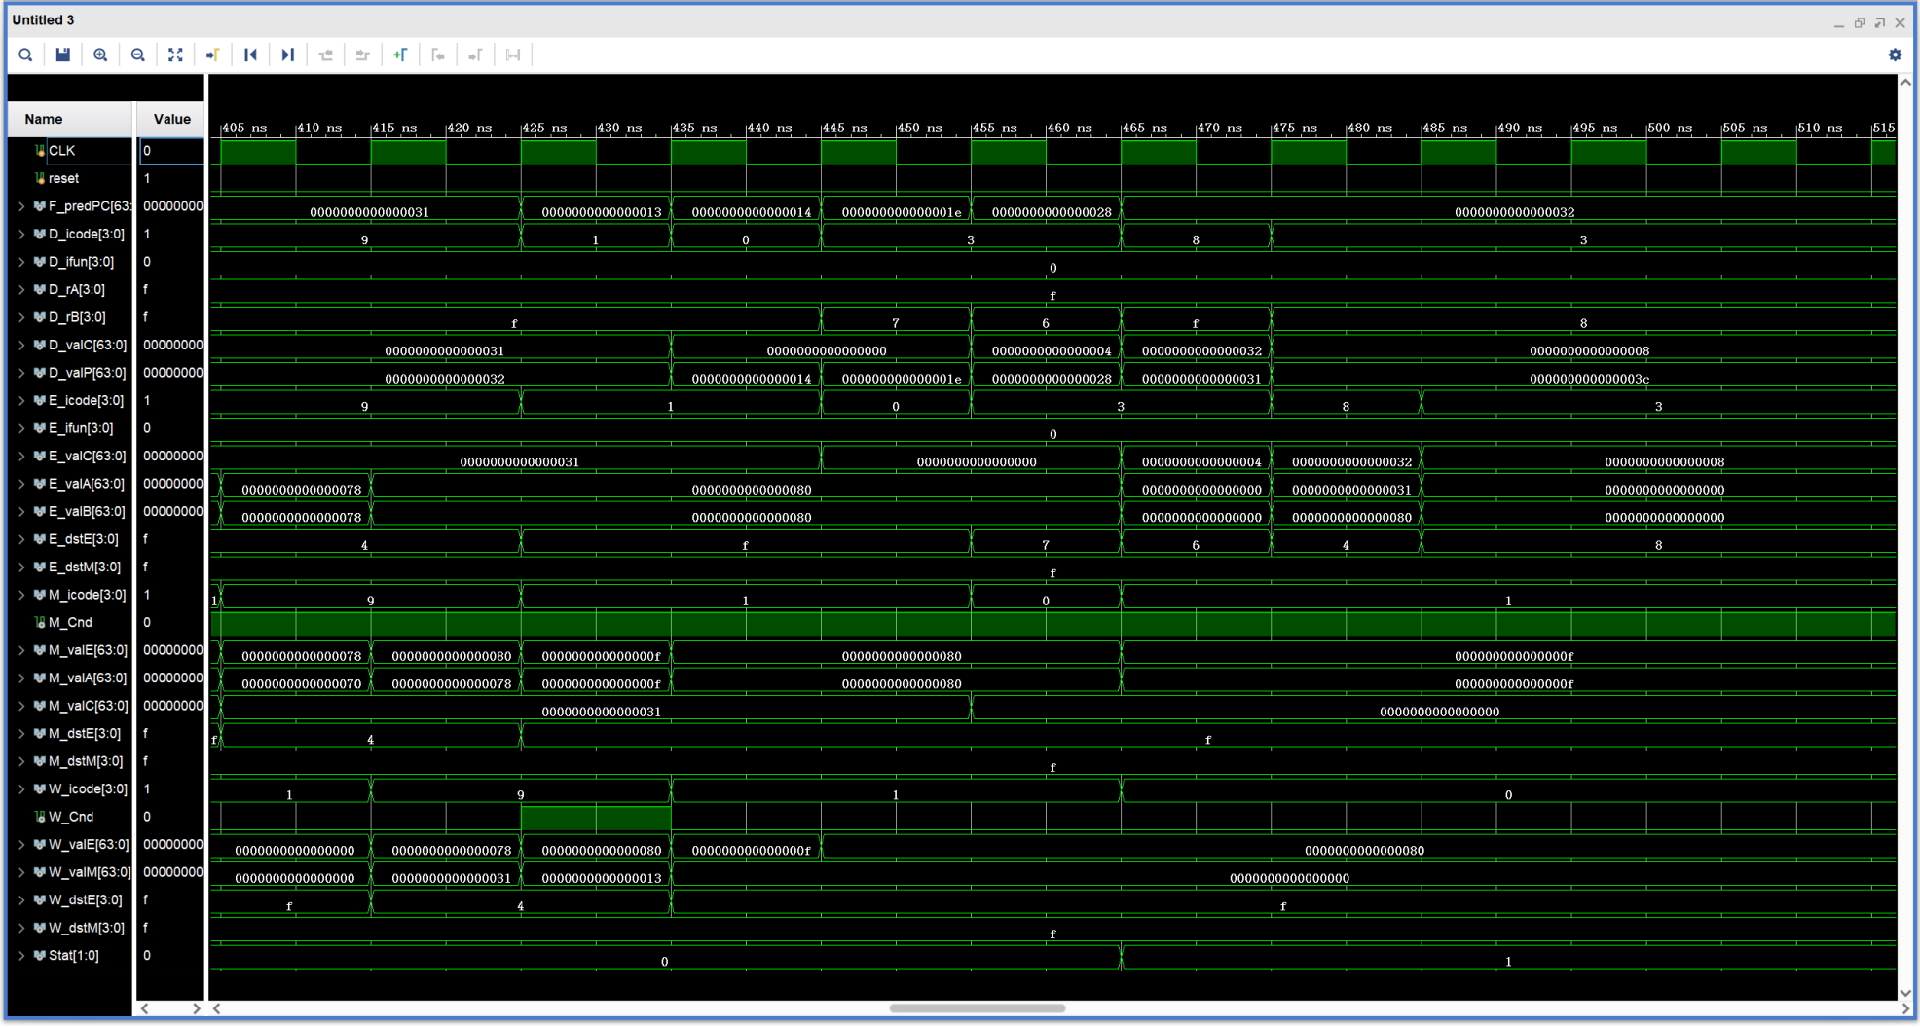 Untitled 3
Name Value
405 ns 410 ns 415 ns 420 ns 425 ns 430 ns 435 ns 440 ns 445 ns 450 ns 455 ns 460 ns 465 ns 470 ns 475 ns 480 ns 485 ns 490 ns 495 ns 500 ns 505 ns 510 ns 515
CLK 0
reset 1
F_predPC[63: 00000000 0000000000000031 0000000000000013 0000000000000014 000000000000001e 0000000000000028 0000000000000032
D_icode[3:0] 1 9 1 0 3 8 3
D_ifun[3:0] 0 0
D_rA[3:0] f f
D_rB[3:0] f f 7 6 f 8
D_valC[63:0] 00000000 0000000000000031 0000000000000000 0000000000000004 0000000000000032 0000000000000008
D_valP[63:0] 00000000 0000000000000032 0000000000000014 000000000000001e 0000000000000028 0000000000000031 000000000000003c
E_icode[3:0] 1 9 1 0 3 8 3
E_ifun[3:0] 0 0
E_valC[63:0] 00000000 0000000000000031 0000000000000000 0000000000000004 0000000000000032 0000000000000008
E_valA[63:0] 00000000 0000000000000078 0000000000000080 0000000000000000 0000000000000031 0000000000000000
E_valB[63:0] 00000000 0000000000000078 0000000000000080 0000000000000000 0000000000000080 0000000000000000
E_dstE[3:0] f 4 f 7 6 4 8
E_dstM[3:0] f f
M_icode[3:0] 1 1 9 1 0 1
M_Cnd 0
M_valE[63:0] 00000000 0000000000000078 0000000000000080 000000000000000f 0000000000000080 000000000000000f
M_valA[63:0] 00000000 0000000000000070 0000000000000078 000000000000000f 0000000000000080 000000000000000f
M_valC[63:0] 00000000 0000000000000031 0000000000000000
M_dstE[3:0] f f 4 f
M_dstM[3:0] f f
W_icode[3:0] 1 1 9 1 0
W_Cnd 0
W_valE[63:0] 00000000 0000000000000000 0000000000000078 0000000000000080 000000000000000f 0000000000000080
W_valM[63:0] 00000000 0000000000000000 0000000000000031 0000000000000013 0000000000000000
W_dstE[3:0] f f 4 f
W_dstM[3:0] f f
Stat[1:0] 0 0 1